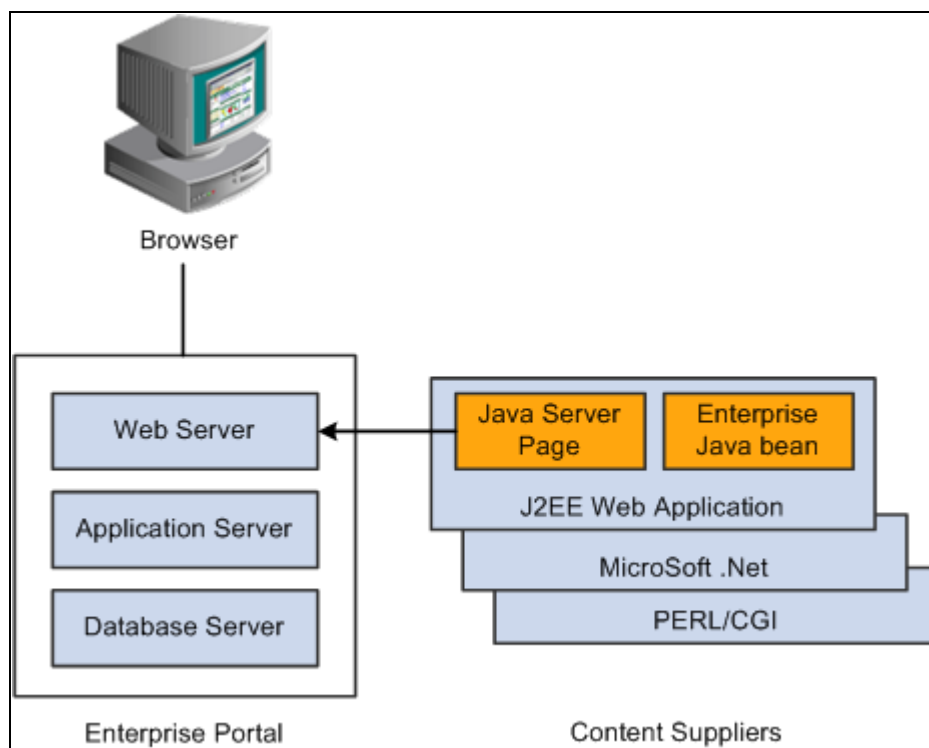 Browser
Web Server
Application Server
Database Server
Enterprise Portal
Java Server
Page
Enterprise
Java bean
J2EE Web Application
MicroSoft .Net
PERL/CGI
Content Suppliers